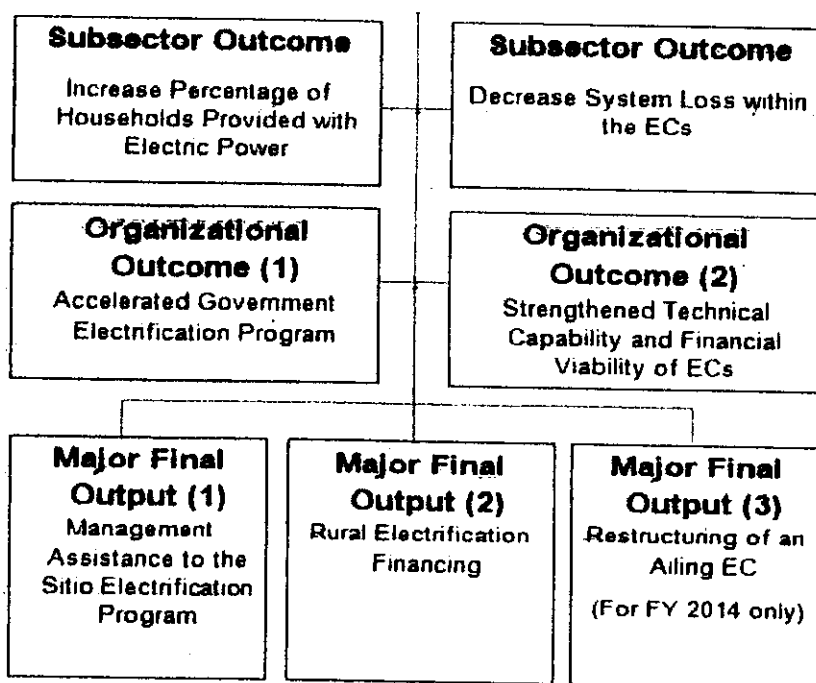 Subsector Outcome
Increase Percentage of
Households Provided with
Electric Power
Subsector Outcome
Decrease System Loss within
the ECs
Organizational
Outcome (1)
Accelerated Government
Electrification Program
Organizational
Outcome (2)
Strengthened Technical
Capability and Financial
Viability of ECs
Major Final
Output (1)
Management
Assistance to the
Sitio Electrification
Program
Major Final
Output (2)
Rural Electrification
Financing
Major Final
Output (3)
Restructuring of an
Ailing EC
(For FY 2014 only)